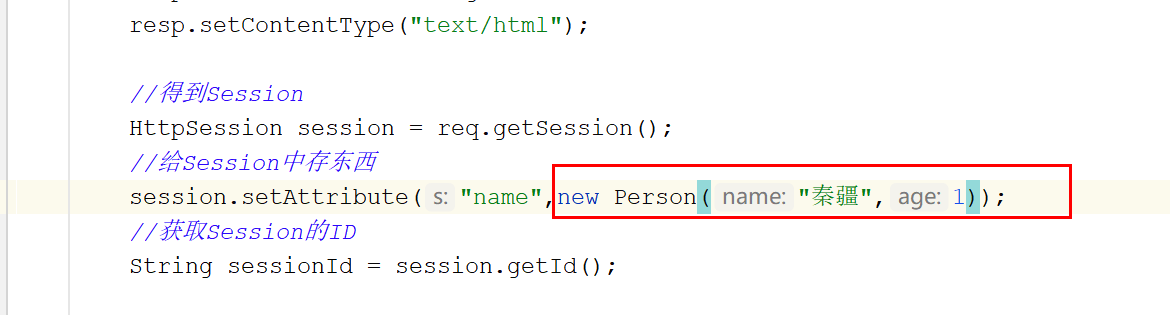 resp.setContentType("text/html");
//得到Session
HttpSession session = req.getSession();
//给Session中存东西
session.setAttribute( s: "name",new Person( name: "秦疆", age: 1));
//获取Session的ID
String sessionId = session.getId();